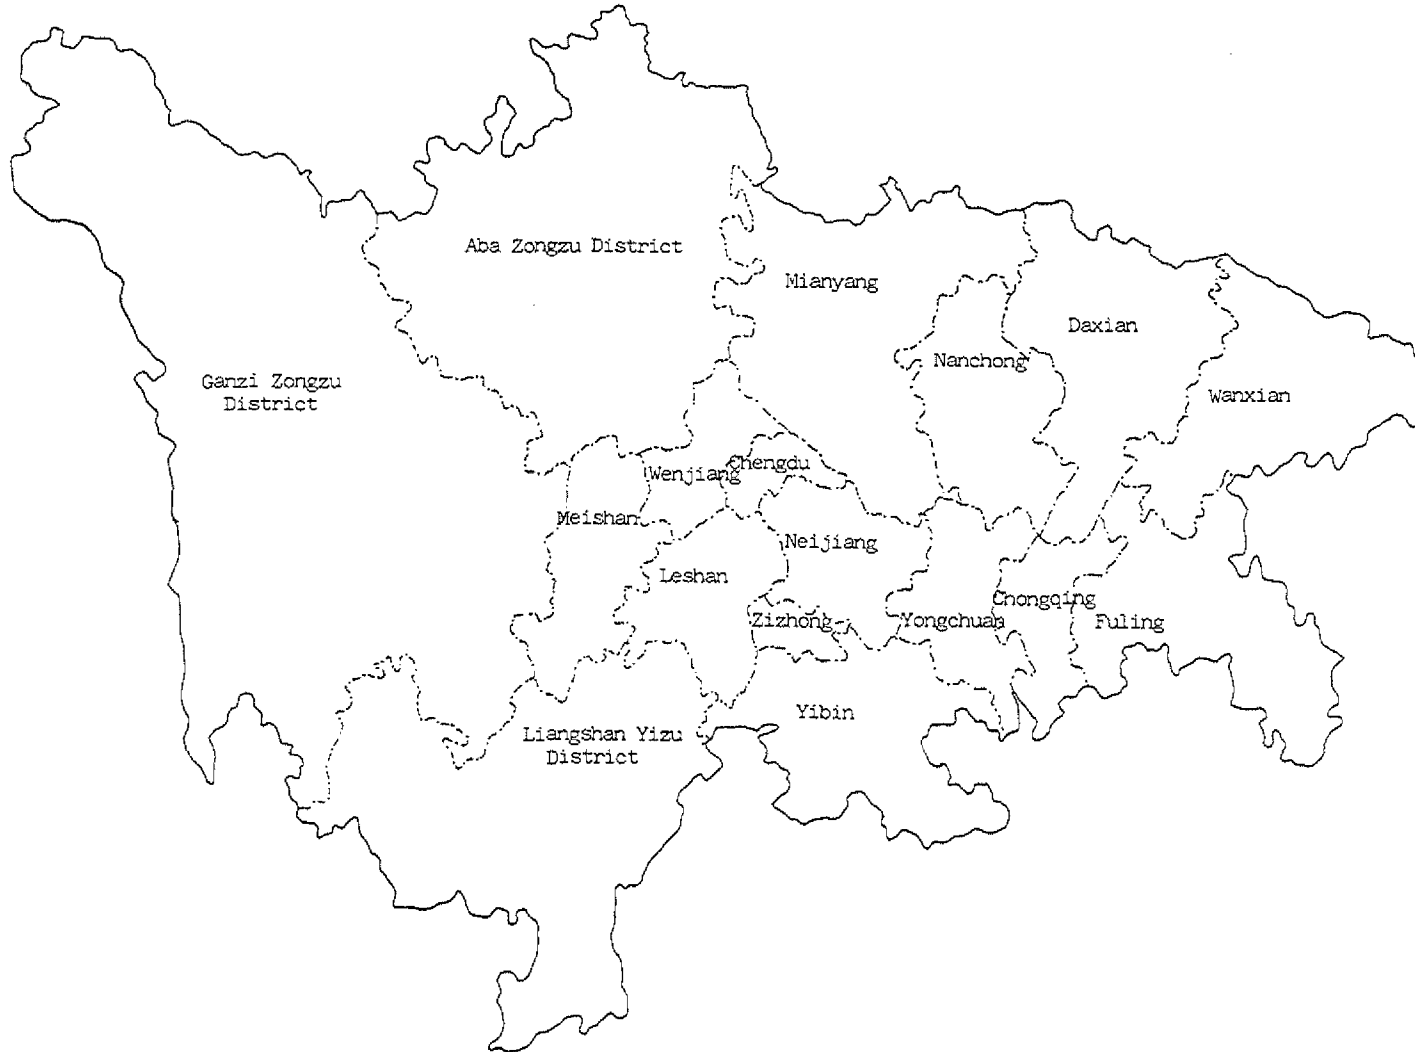 Aba Zongzu District
Mianyang
Daxian
Nanchong
Ganzi Zongzu
District
Wanxian
Chengdu
Wenjiang
Meishan
Neijiang
Leshan
Chongqing
Zizhong
Yongchuan
Fuling
Yibin
Liangshan Yizu
District